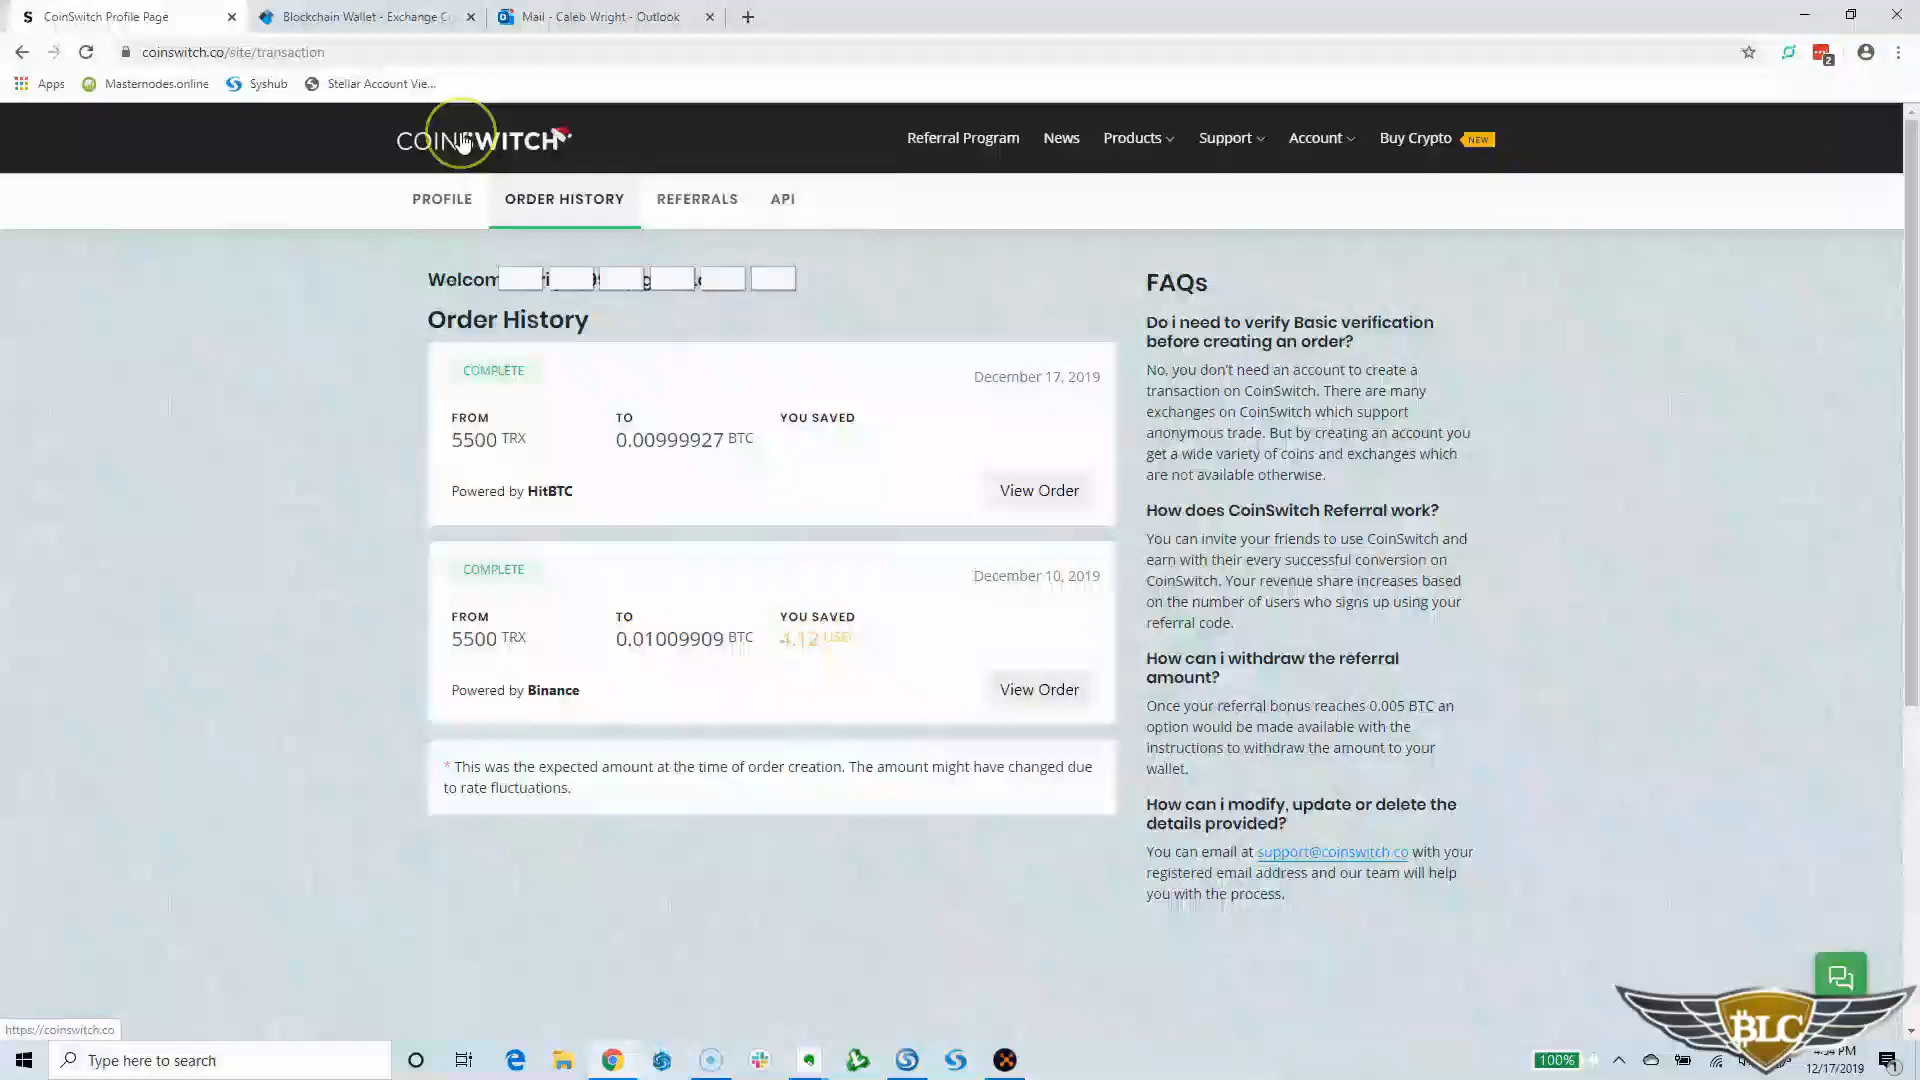 CoinSwitch Profile Page
Blockchain Wallet - Exchange C
Mail - Caleb Wright - Outlook
coinswitch.co/site/transaction
2
Apps
Masternodes.online
Syshub
Stellar Account Vie...
COINSWITCH
Referral Program
News
Products
Support
Account
Buy Crypto
NEW
PROFILE
ORDER HISTORY
REFERRALS
API
Order History
COMPLETE
December 17, 2019
FROM
TO
YOU SAVED
5500 TRX
0.00999927 BTC
Powered by HitBTC
View Order
COMPLETE
December 10, 2019
FROM
TO
YOU SAVED
5500 TRX
0.01009909 BTC
4.12
Powered by Binance
View Order
* This was the expected amount at the time of order creation. The amount might have changed due
to rate fluctuations.
FAQs
Do i need to verify Basic verification
before creating an order?
No, you don't need an account to create a
transaction on CoinSwitch. There are many
exchanges on CoinSwitch which support
anonymous trade. But by creating an account you
get a wide variety of coins and exchanges which
are not available otherwise.
How does CoinSwitch Referral work?
You can invite your friends to use CoinSwitch and
earn with their every successful conversion on
CoinSwitch. Your revenue share increases based
on the number of users who signs up using your
referral code.
How can i withdraw the referral
amount?
Once your referral bonus reaches 0.005 BTC an
option would be made available with the
instructions to withdraw the amount to your
wallet.
How can i modify, update or delete the
details provided?
You can email at support@coinswitch.co with your
registered email address and our team will help
you with the process.
BLC
https://coinswitch.co
Type here to search
100%
PM
12/17/2019
1